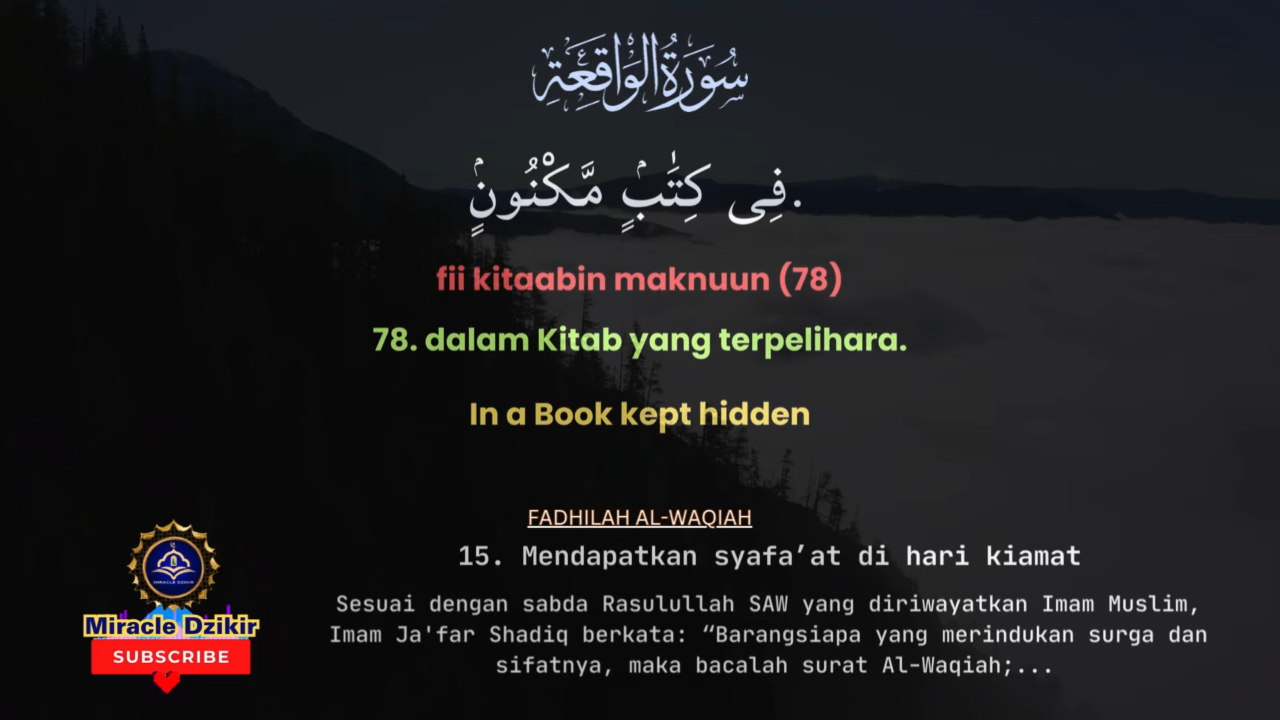 سُورَةُ الْوَاقِعَةِ
فِى كِتَٰبٍۢ مَّكْنُونٍۢ.
fii kitaabin maknuun (78)
78. dalam Kitab yang terpelihara.
In a Book kept hidden
FADHILAH AL-WAQIAH
15. Mendapatkan syafa’at di hari kiamat
Sesuai dengan sabda Rasulullah SAW yang diriwayatkan Imam Muslim,
Imam Ja'far Shadiq berkata: “Barangsiapa yang merindukan surga dan
sifatnya, maka bacalah surat Al-Waqiah;...
MIRACLE DZIKIR
Miracle Dzikir
SUBSCRIBE